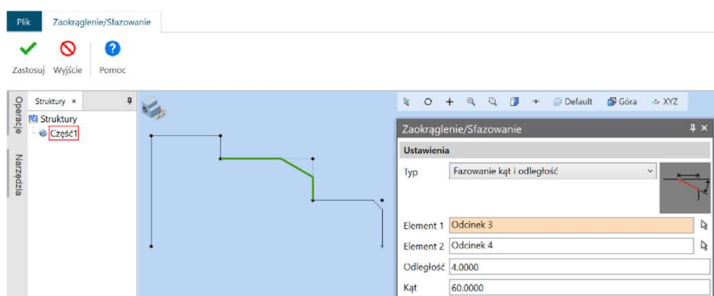 Plik Zaokrąglenie/Sfazowanie
Zastosuj Wyjście Pomoc
Operacje
Narzędzia
Struktury ×
Struktury
Część1
Default Góra XYZ
Zaokrąglenie/Sfazowanie
Ustawienia
Typ Fazowanie kąt i odległość
Element 1 Odcinek 3
Element 2 Odcinek 4
Odległość 4.0000
Kąt 60.0000